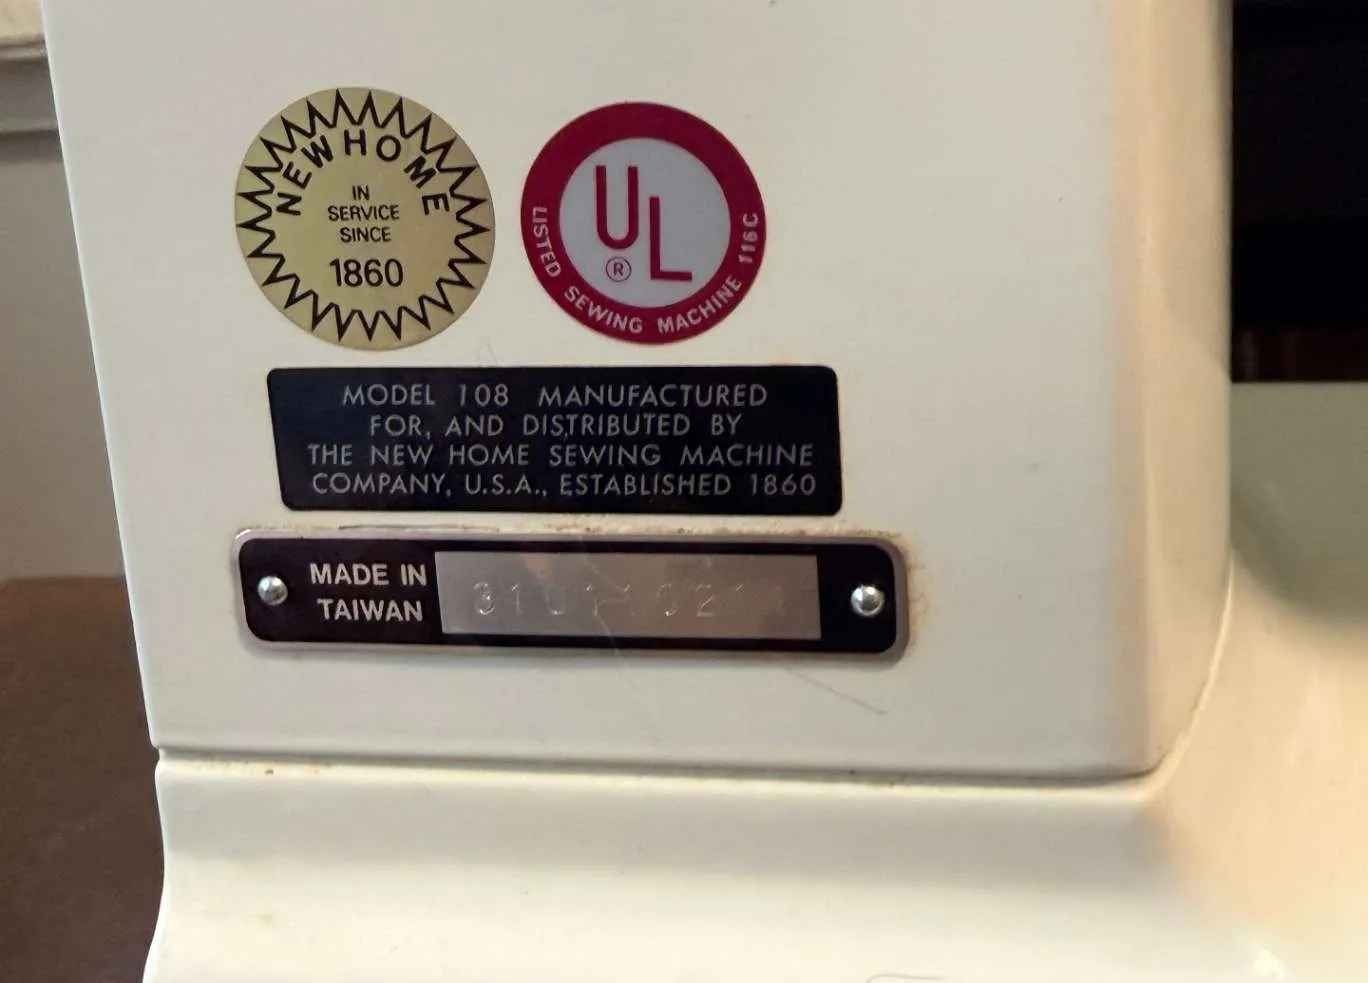 NEW HOME
IN
SERVICE
SINCE
1860
UL
®
LISTED SEWING MACHINE 116C
MODEL 108 MANUFACTURED
FOR, AND DISTRIBUTED BY
THE NEW HOME SEWING MACHINE
COMPANY, U.S.A., ESTABLISHED 1860
MADE IN
TAIWAN